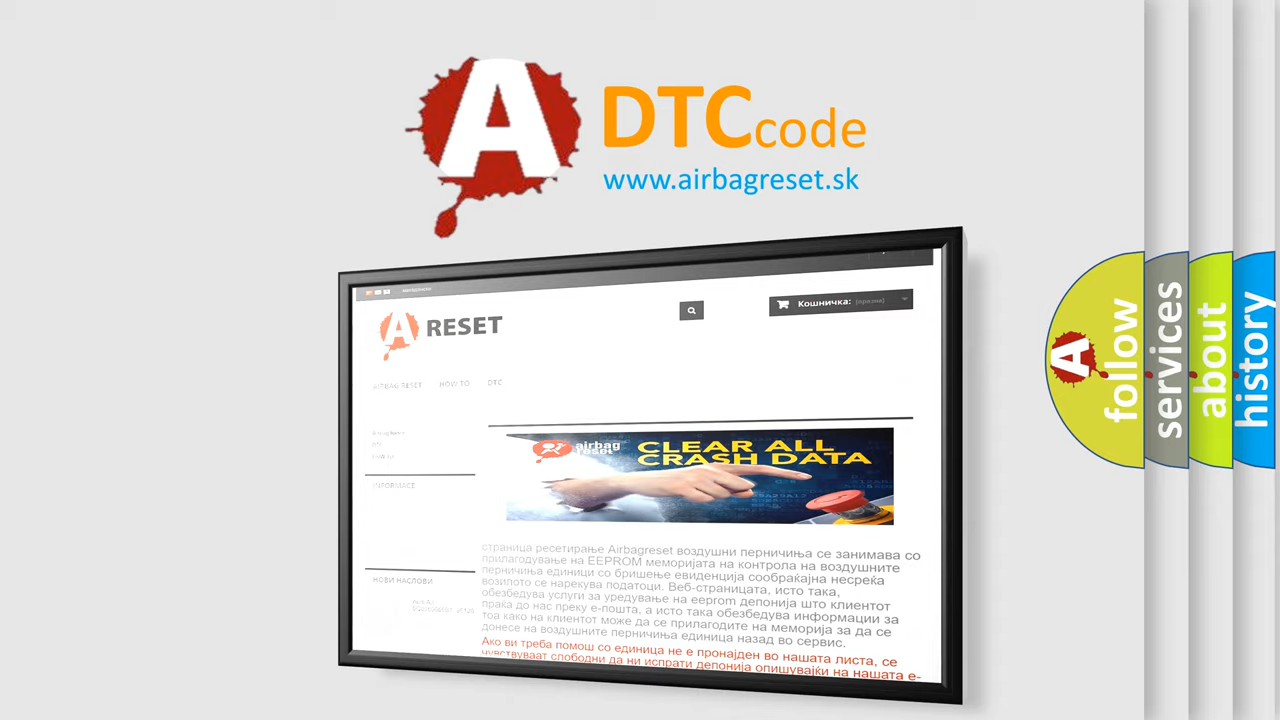 A
DTCcode
www.airbagreset.sk
A RESET
Кошничка: (празни)
AIRBAG RESET HOW TO DTC
DTC
INFORMACE
НОВИ НАСЛОВИ
airbag
reset
CLEAR ALL
CRASH DATA
страница ресетирање Airbagreset воздушни перничиња се занимава со
прилагодување на EEPROM меморијата на контрола на воздушните
перничиња единици со бришење евиденција сообраќајна несреќа
возилото се нарекува податоци. Веб-страницата, исто така,
обезбедува услуги за уредување на eeprom депонија што клиентот
праќа до нас преку е-пошта, а исто така обезбедува информации за
тоа како на клиентот може да се прилагодите на меморија за да се
донесе на воздушните перничиња единица назад во сервис.
Ако ви треба помош со единица не е пронајден во нашата листа, се
чувствуваат слободни да ни испрати депонија опишувајќи на нашата е-
A
follow
services
about
history